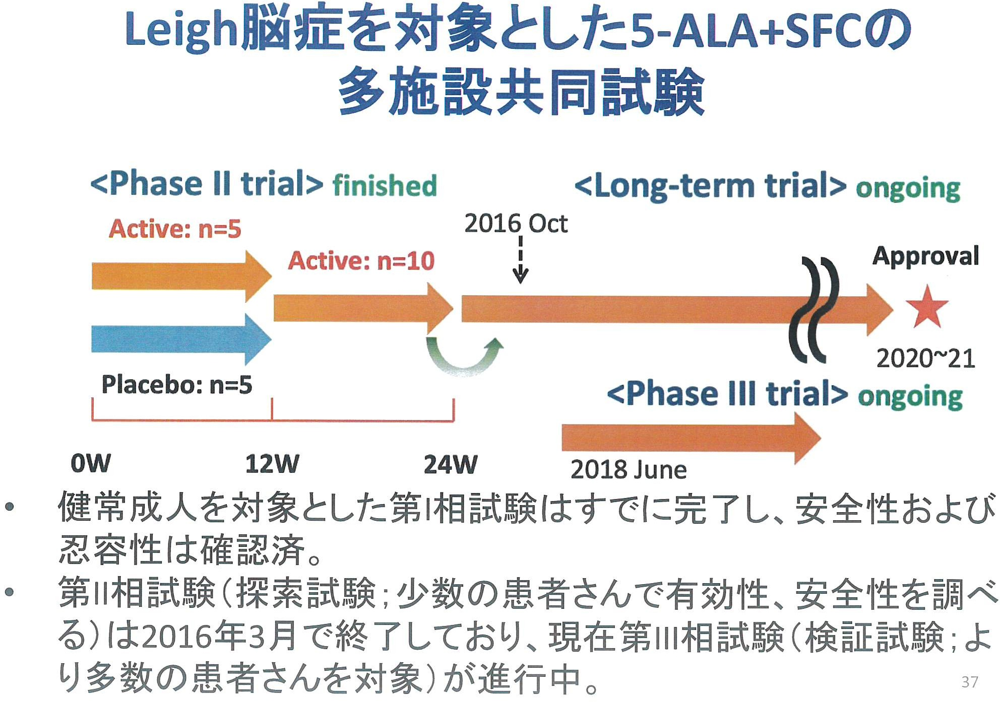 Leigh脳症を対象とした5-ALA+SFCの
多施設共同試験
<Phase II trial> finished
<Long-term trial> ongoing
Active: n=5
2016 Oct
Active: n=10
Approval
2020~21
Placebo: n=5
<Phase III trial> ongoing
0W
12W
24W
2018 June
• 健常成人を対象とした第I相試験はすでに完了し、安全性および
忍容性は確認済。
• 第II相試験（探索試験；少数の患者さんで有効性、安全性を調べ
る）は2016年3月で終了しており、現在第III相試験（検証試験；よ
り多数の患者さんを対象）が進行中。
37